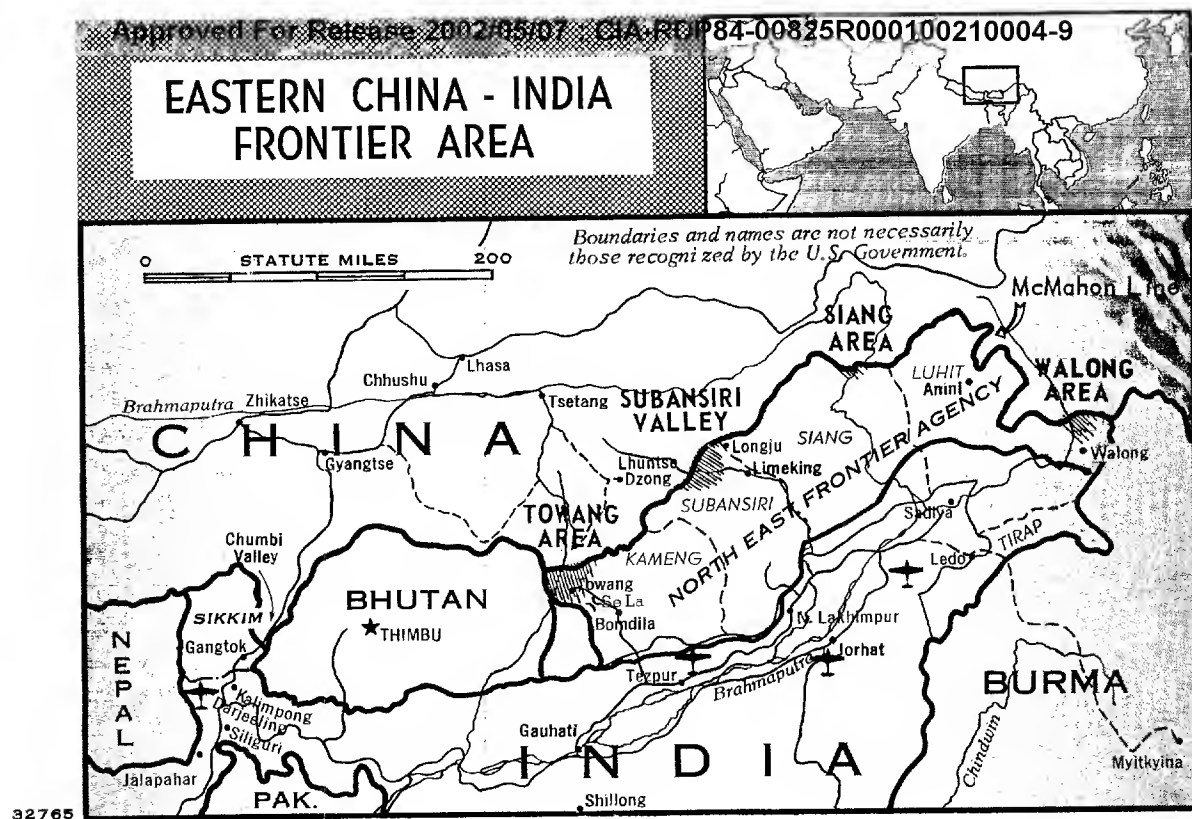 Approved For Release 2002/05/07 : CIA-RDP84-00825R000100210004-9
EASTERN CHINA - INDIA
FRONTIER AREA
Boundaries and names are not necessarily
those recognized by the U.S. Government.
0 STATUTE MILES 200
McMahon Line
SIANG
AREA
WALONG
AREA
LUHIT
Anini
Lhasa
Chhushu
Brahmaputra
Zhikatse
Tsetang
SUBANSIRI
VALLEY
CHINA
Gyangtse
Longju
Limeking
SIANG
Walong
Lhuntse
Dzong
SUBANSIRI
NORTH EAST FRONTIER AGENCY
Sadiya
TOWANG
AREA
KAMENG
TIRAP
Ledo
Chumbi
Valley
Towang
Se La
Bomdila
BHUTAN
THIMBU
SIKKIM
Gangtok
NEPAL
N. Lakhimpur
Jorhat
Tezpur
Brahmaputra
BURMA
Kalimpong
Darjeeling
Siliguri
Gauhati
INDIA
Chindwin
Myitkyina
Jalapahar
PAK.
Shillong
32765